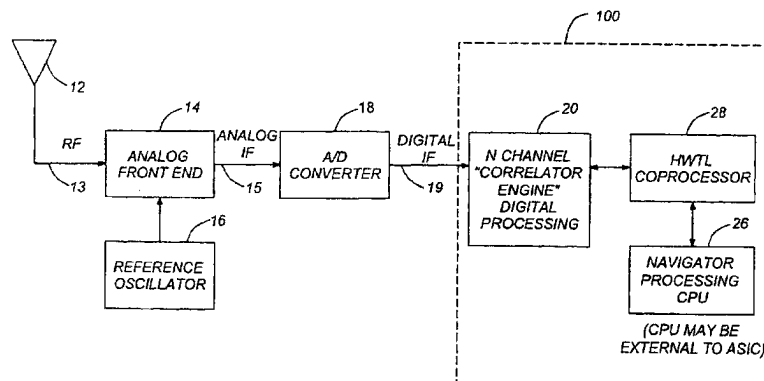 100
12
14
18
20
28
RF
ANALOG
FRONT END
ANALOG
IF
A/D
CONVERTER
DIGITAL
IF
N CHANNEL
"CORRELATOR
ENGINE"
DIGITAL
PROCESSING
HWTL
COPROCESSOR
13
15
19
16
26
REFERENCE
OSCILLATOR
NAVIGATOR
PROCESSING
CPU
(CPU MAY BE
EXTERNAL TO ASIC)